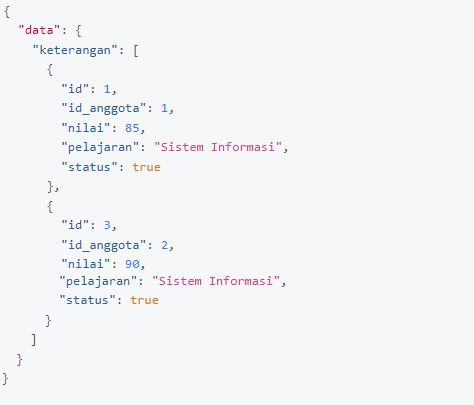 {
  "data": {
    "keterangan": [
      {
        "id": 1,
        "id_anggota": 1,
        "nilai": 85,
        "pelajaran": "Sistem Informasi",
        "status": true
      },
      {
        "id": 3,
        "id_anggota": 2,
        "nilai": 90,
        "pelajaran": "Sistem Informasi",
        "status": true
      }
    ]
  }
}